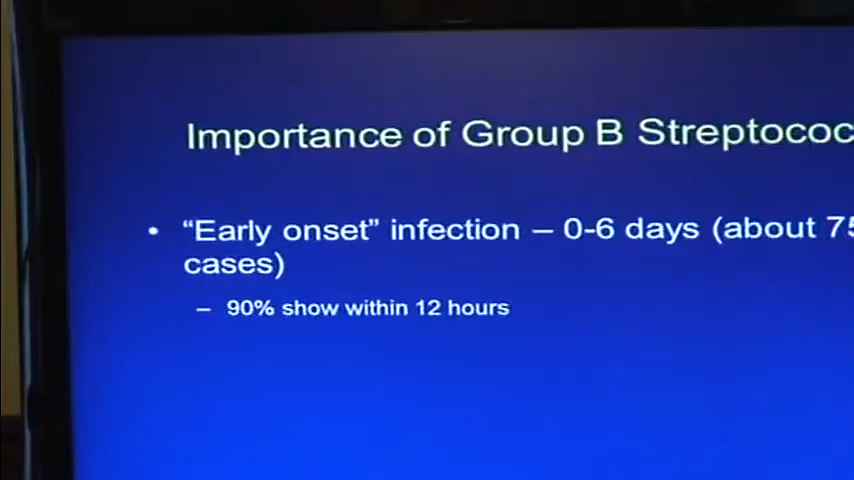 Importance of Group B Streptococ
• “Early onset” infection – 0-6 days (about 75
cases)
– 90% show within 12 hours